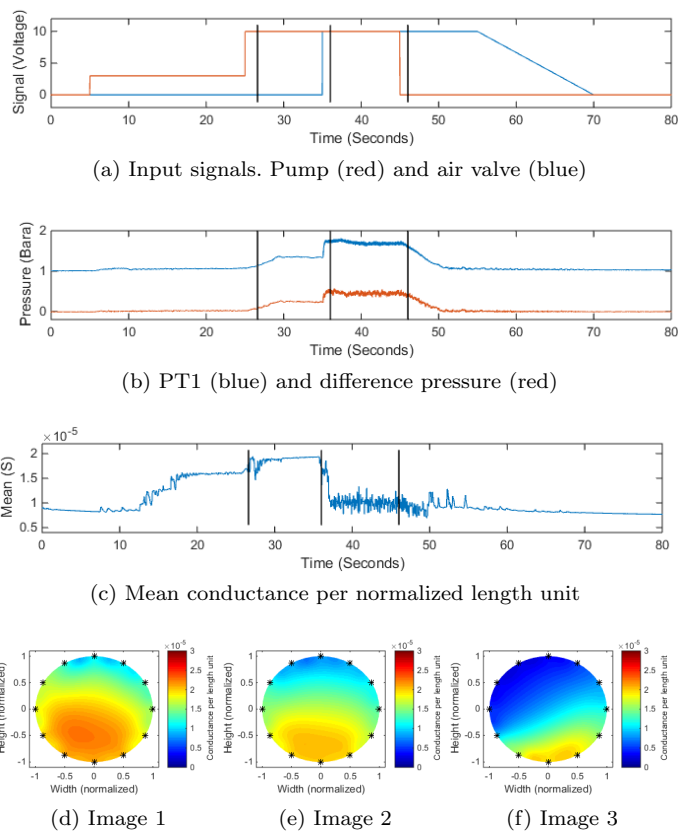 Signal (Voltage)
10
5
0
0 10 20 30 40 50 60 70 80
Time (Seconds)
(a) Input signals. Pump (red) and air valve (blue)
Pressure (Bara)
2
1
0
0 10 20 30 40 50 60 70 80
Time (Seconds)
(b) PT1 (blue) and difference pressure (red)
×10⁻⁵
Mean (S)
2
1.5
1
0.5
0 10 20 30 40 50 60 70 80
Time (Seconds)
(c) Mean conductance per normalized length unit
Height (normalized)
1
0.5
0
-0.5
-1
-1 -0.5 0 0.5 1
Width (normalized)
×10⁻⁵
3
2.5
2
1.5
1
0.5
0
Conductance per length unit
(d) Image 1
Height (normalized)
1
0.5
0
-0.5
-1
-1 -0.5 0 0.5 1
Width (normalized)
×10⁻⁵
3
2.5
2
1.5
1
0.5
0
Conductance per length unit
(e) Image 2
Height (normalized)
1
0.5
0
-0.5
-1
-1 -0.5 0 0.5 1
Width (normalized)
×10⁻⁵
3
2.5
2
1.5
1
0.5
0
Conductance per length unit
(f) Image 3